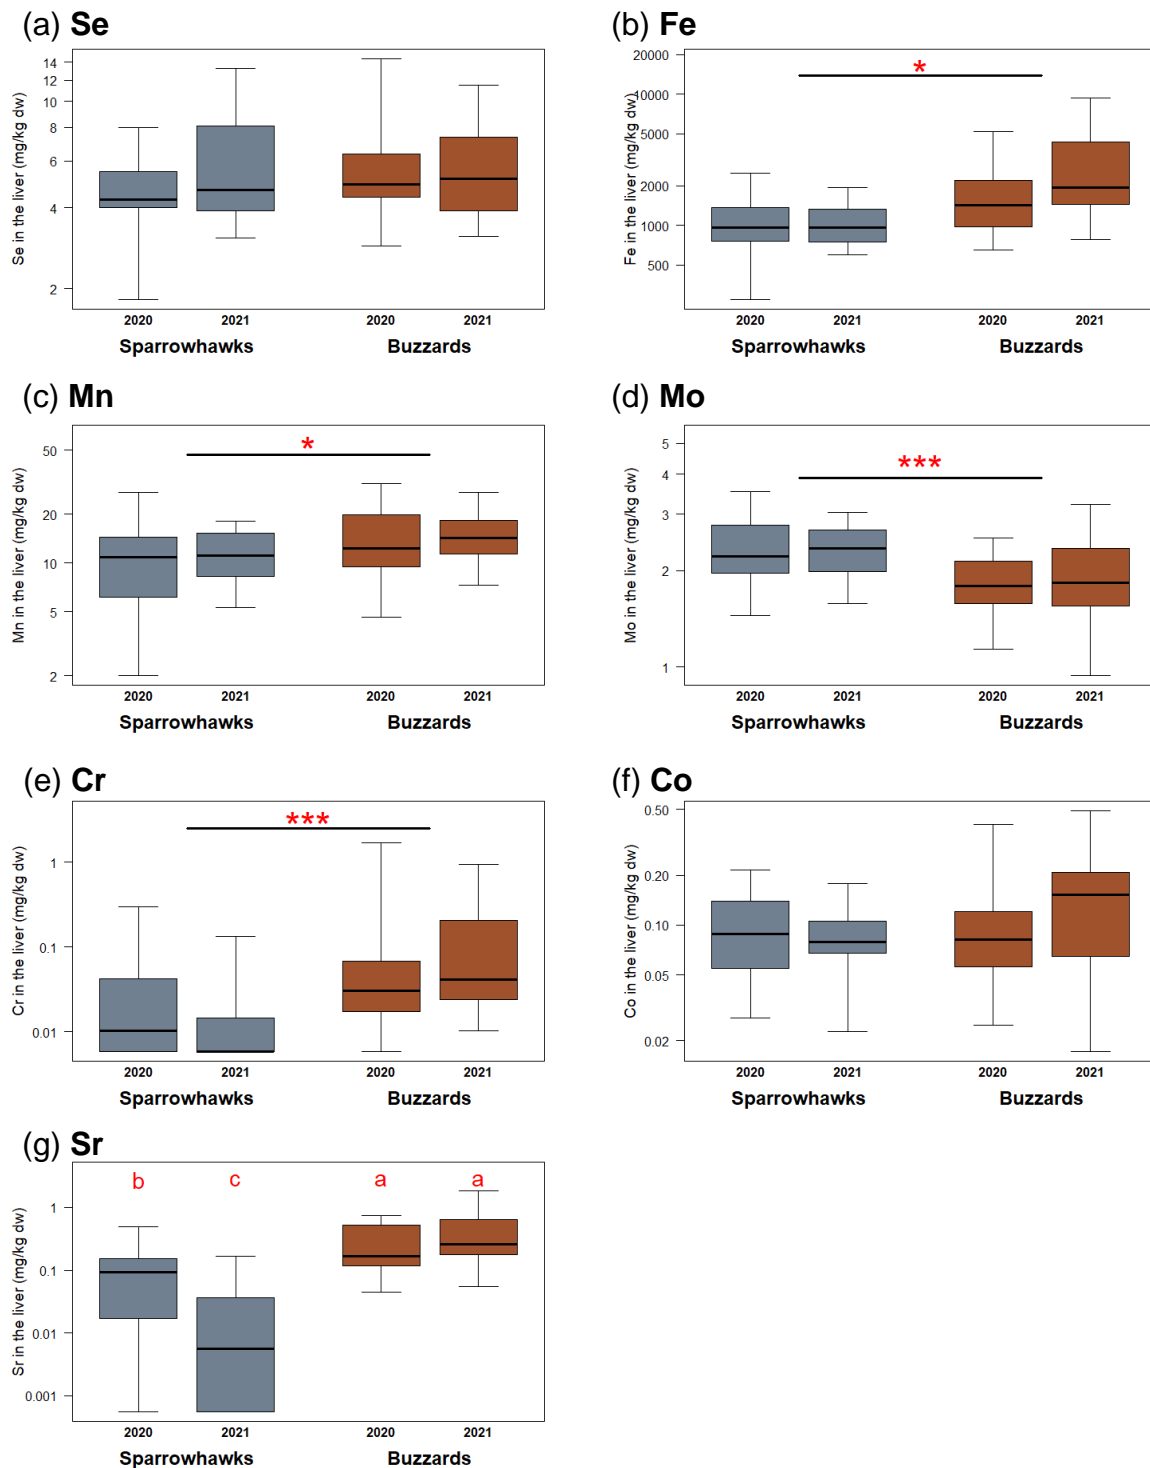 (a) Se
Se in the liver (mg/kg dw)
14
12
10
8
6
4
2
2020 2021 2020 2021
Sparrowhawks Buzzards
(b) Fe
Fe in the liver (mg/kg dw)
20000
10000
5000
2000
1000
500
*
2020 2021 2020 2021
Sparrowhawks Buzzards
(c) Mn
Mn in the liver (mg/kg dw)
50
20
10
5
2
*
2020 2021 2020 2021
Sparrowhawks Buzzards
(d) Mo
Mo in the liver (mg/kg dw)
5
4
3
2
1
***
2020 2021 2020 2021
Sparrowhawks Buzzards
(e) Cr
Cr in the liver (mg/kg dw)
1
0.1
0.01
***
2020 2021 2020 2021
Sparrowhawks Buzzards
(f) Co
Co in the liver (mg/kg dw)
0.50
0.20
0.10
0.05
0.02
2020 2021 2020 2021
Sparrowhawks Buzzards
(g) Sr
Sr in the liver (mg/kg dw)
1
0.1
0.01
0.001
b c a a
2020 2021 2020 2021
Sparrowhawks Buzzards